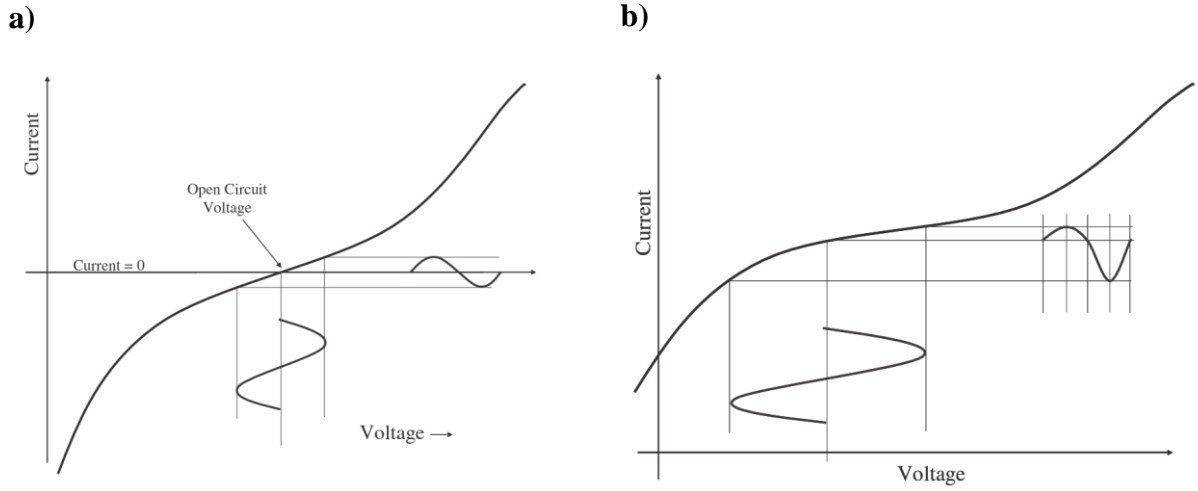 a)
Current
Open Circuit
Voltage
Current = 0
Voltage →
b)
Current
Voltage